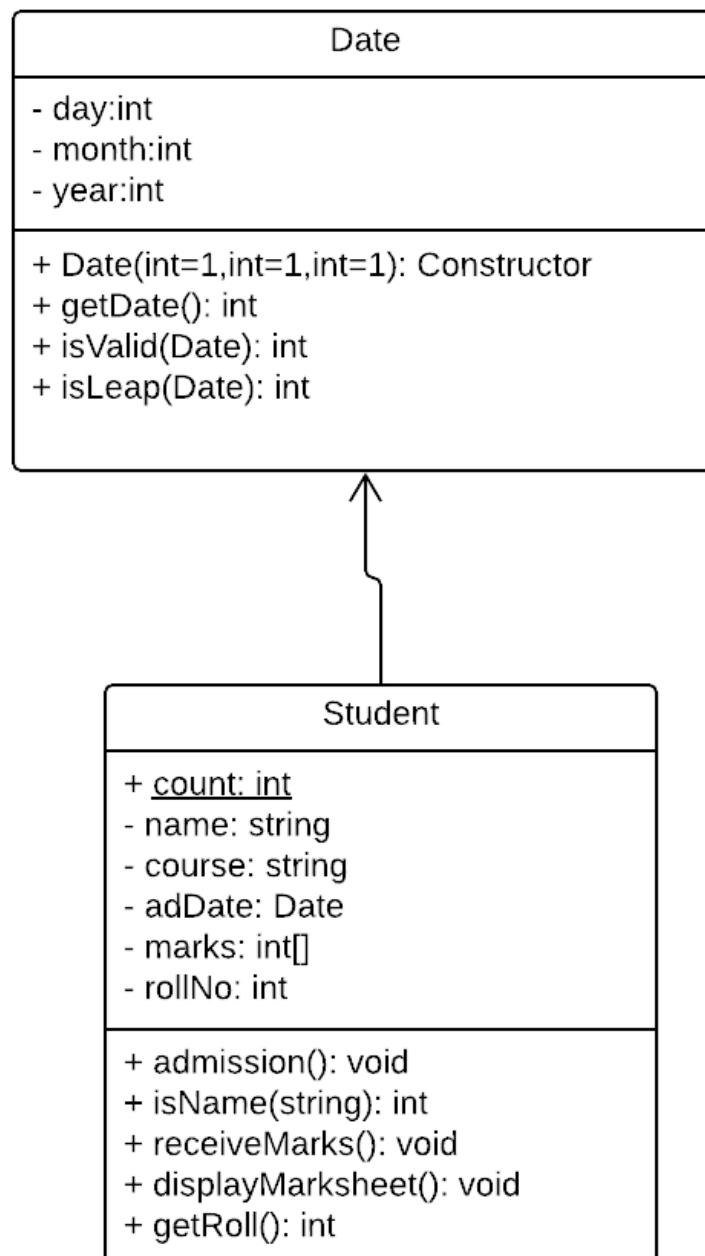 Date
- day:int
- month:int
- year:int
+ Date(int=1,int=1,int=1): Constructor
+ getDate(): int
+ isValid(Date): int
+ isLeap(Date): int
Student
+ count: int
- name: string
- course: string
- adDate: Date
- marks: int[]
- rollNo: int
+ admission(): void
+ isName(string): int
+ receiveMarks(): void
+ displayMarksheet(): void
+ getRoll(): int